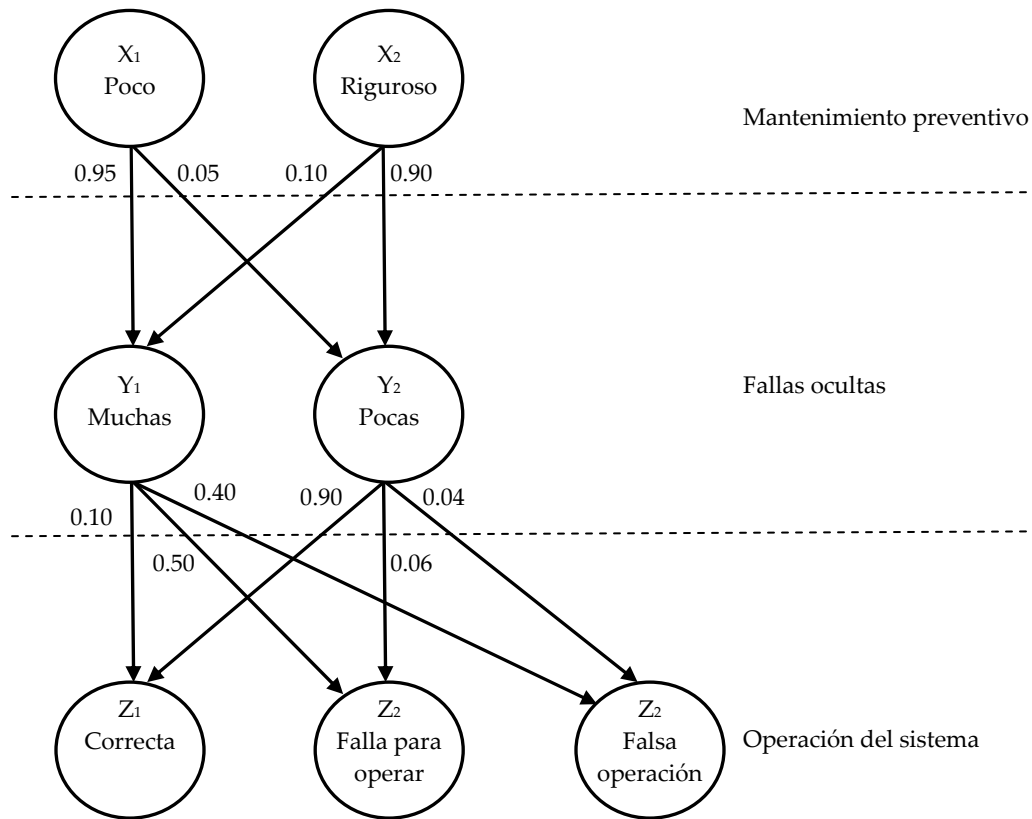 X1
Poco
X2
Riguroso
Mantenimiento preventivo
0.95
0.05
0.10
0.90
Y1
Muchas
Y2
Pocas
Fallas ocultas
0.10
0.40
0.90
0.04
0.50
0.06
Z1
Correcta
Z2
Falla para
operar
Z2
Falsa
operación
Operación del sistema